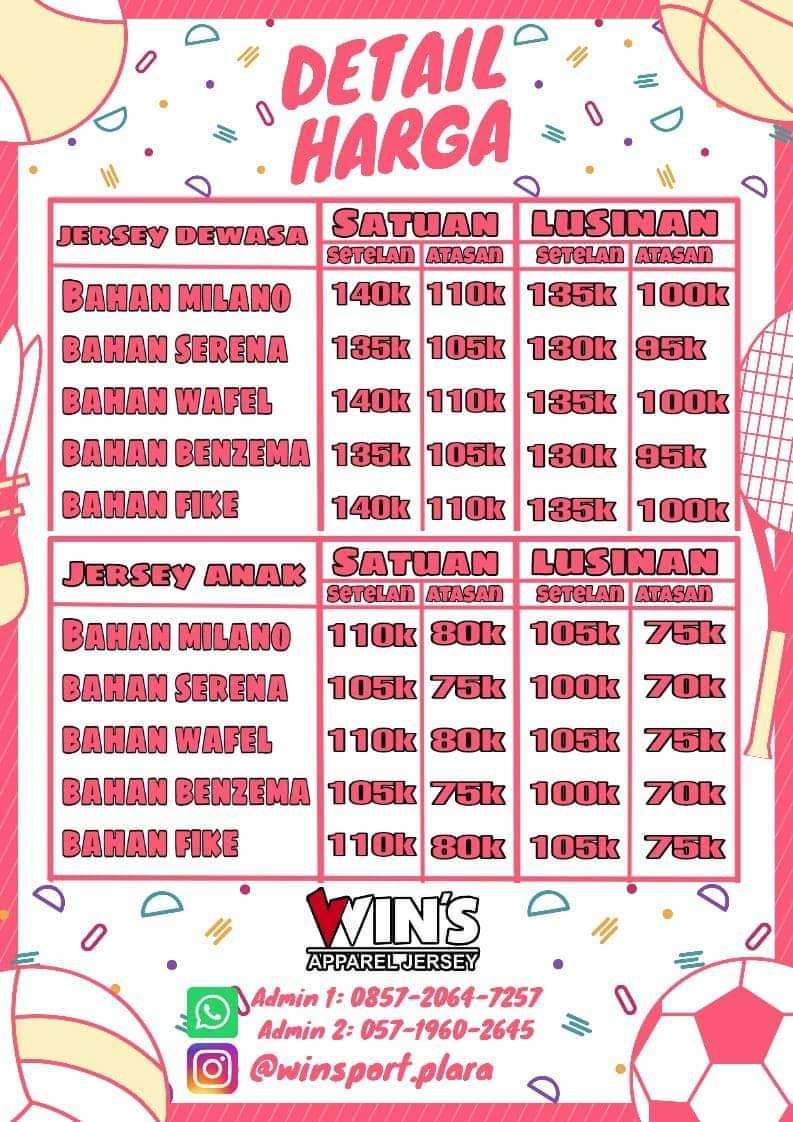 DETAIL
HARGA
JERSEY DEWASA SATUAN LUSINAN
SETELAN ATASAN SETELAN ATASAN
BAHAN MILANO 140K 110K 135K 100K
BAHAN SERENA 135K 105K 130K 95K
BAHAN WAFEL 140K 110K 135K 100K
BAHAN BENZEMA 135K 105K 130K 95K
BAHAN FIKE 140K 110K 135K 100K
JERSEY ANAK SATUAN LUSINAN
SETELAN ATASAN SETELAN ATASAN
BAHAN MILANO 110K 80K 105K 75K
BAHAN SERENA 105K 75K 100K 70K
BAHAN WAFEL 110K 80K 105K 75K
BAHAN BENZEMA 105K 75K 100K 70K
BAHAN FIKE 110K 80K 105K 75K
WIN'S
APPAREL JERSEY
Admin 1: 0857-2064-7257
Admin 2: 057-1960-2645
@winsport.plara